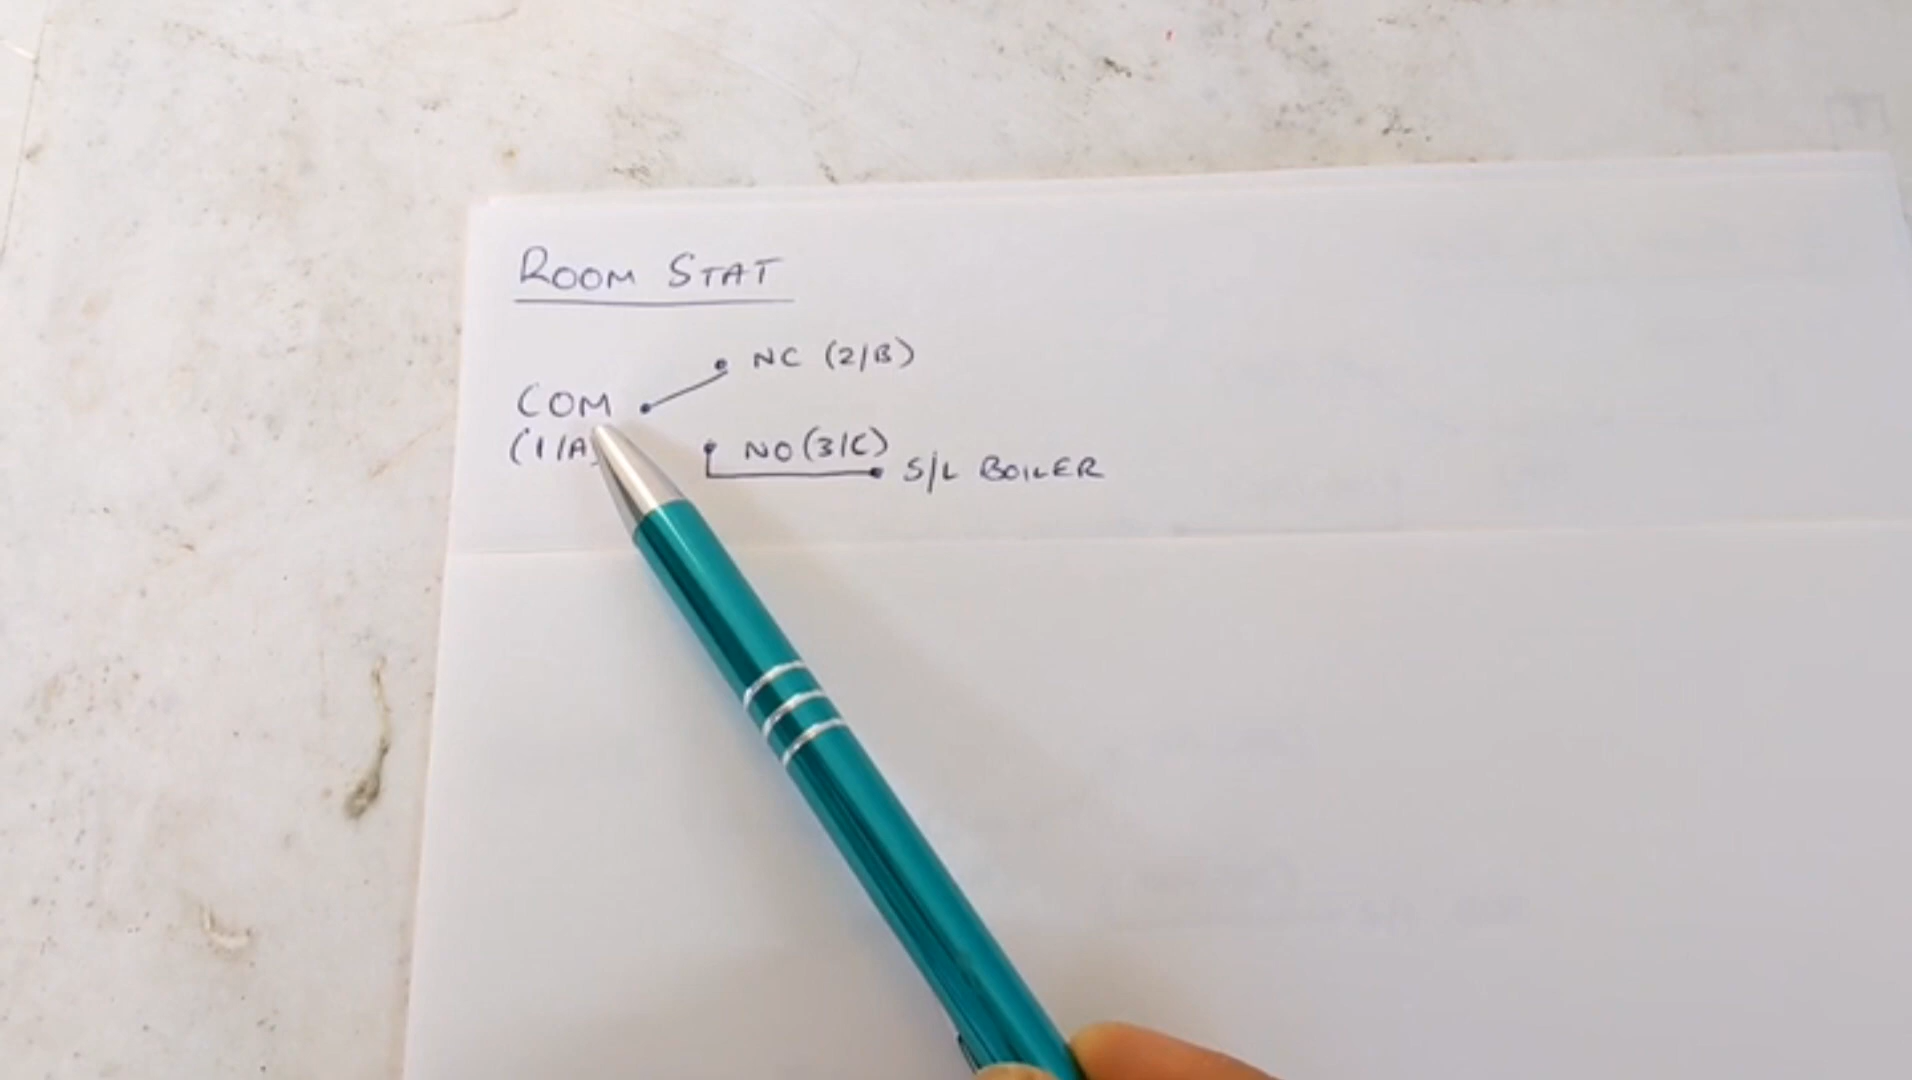 ROOM STAT
NC (2/B)
COM
(1/A)
NO (3/C)
S/L BOILER